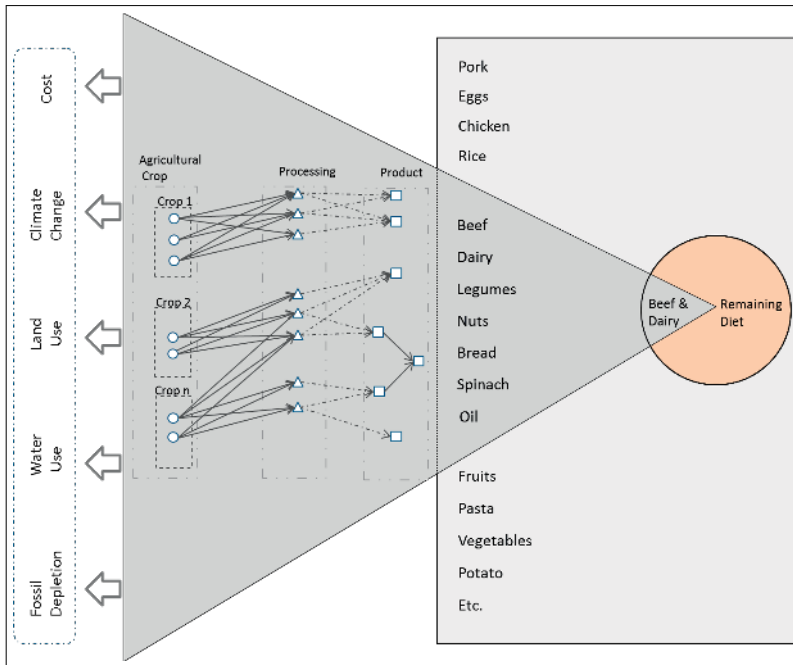 Cost
Climate
Change
Land
Use
Water
Use
Fossil
Depletion
Agricultural
Crop
Processing
Product
Crop 1
Crop 2
Crop n
Pork
Eggs
Chicken
Rice
Beef
Dairy
Legumes
Nuts
Bread
Spinach
Oil
Fruits
Pasta
Vegetables
Potato
Etc.
Beef &
Dairy
Remaining
Diet